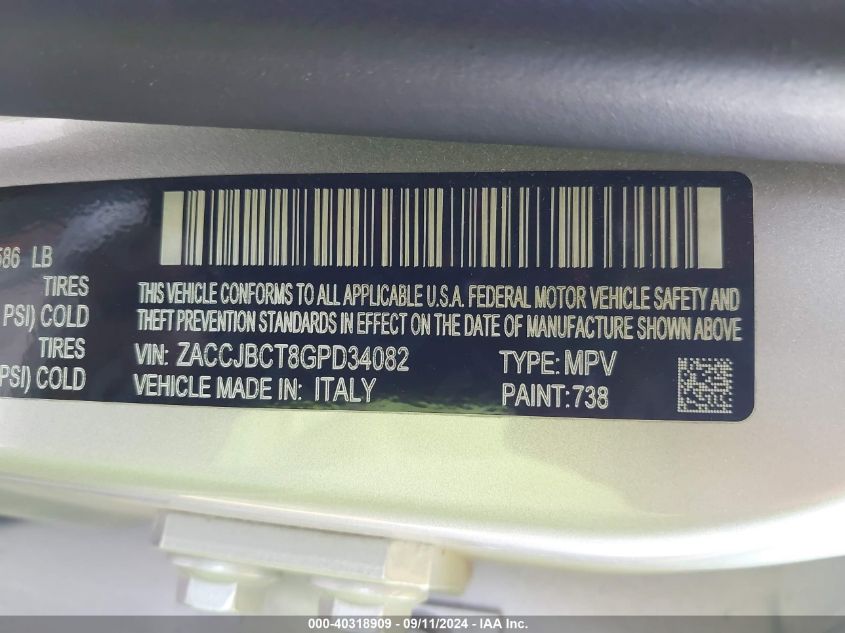 586 LB
TIRES
PSI) COLD
TIRES
PSI) COLD
THIS VEHICLE CONFORMS TO ALL APPLICABLE U.S.A. FEDERAL MOTOR VEHICLE SAFETY AND
THEFT PREVENTION STANDARDS IN EFFECT ON THE DATE OF MANUFACTURE SHOWN ABOVE
VIN: ZACCJBCT8GPD34082 TYPE: MPV
VEHICLE MADE IN: ITALY PAINT:738
000-40318909 - 09/11/2024 - IAA, Inc.